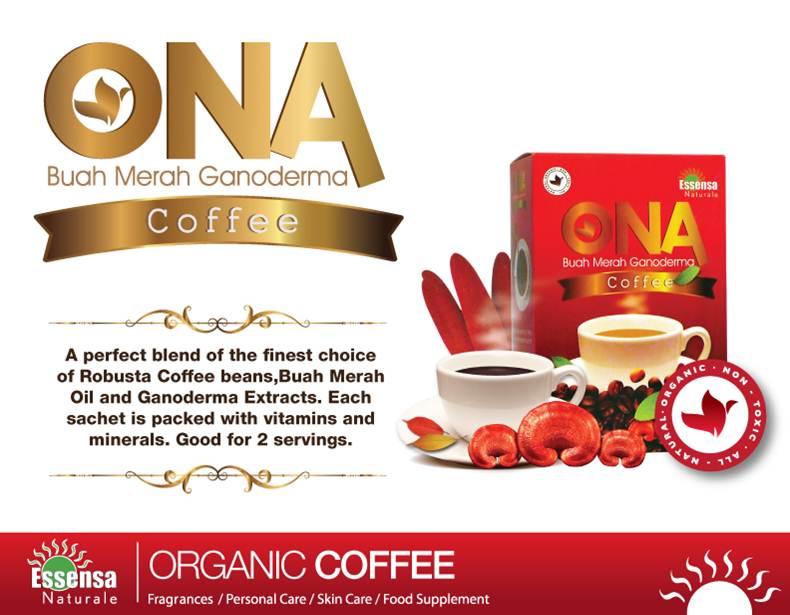 ONA
Buah Merah Ganoderma
Coffee
A perfect blend of the finest choice
of Robusta Coffee beans,Buah Merah
Oil and Ganoderma Extracts. Each
sachet is packed with vitamins and
minerals. Good for 2 servings.
Essensa
Naturale
ONA
Buah Merah Ganoderma
Coffee
ORGANIC · NON · TOXIC · ALL · NATURAL ·
Essensa
Naturale
ORGANIC COFFEE
Fragrances / Personal Care / Skin Care / Food Supplement